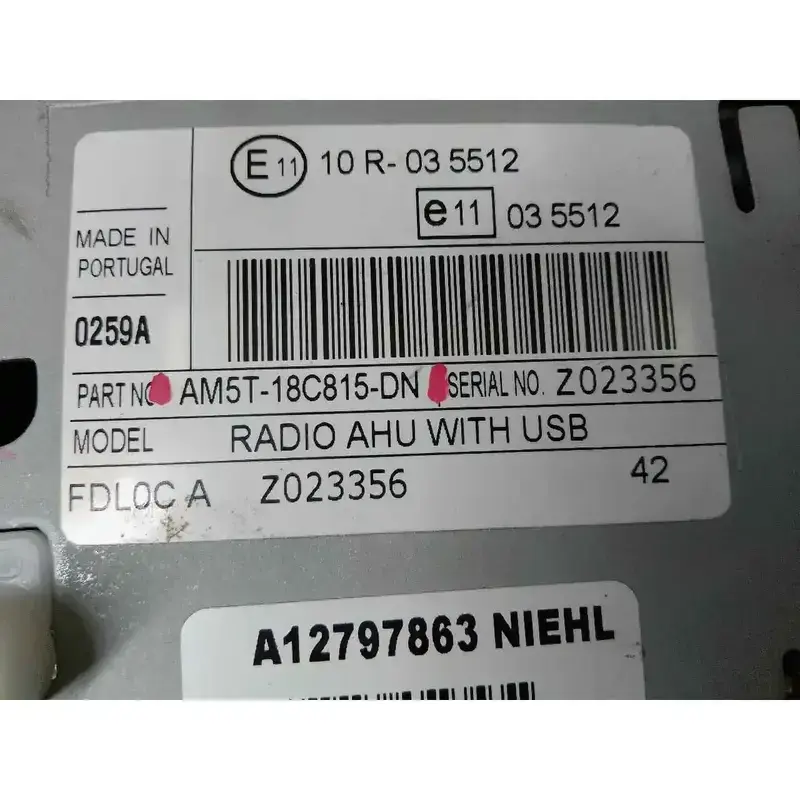 E 11 10 R- 03 5512
e 11 03 5512
MADE IN
PORTUGAL
0259A
PART NO AM5T-18C815-DN SERIAL NO. Z023356
MODEL RADIO AHU WITH USB
FDL0C A Z023356 42
A12797863 NIEHL